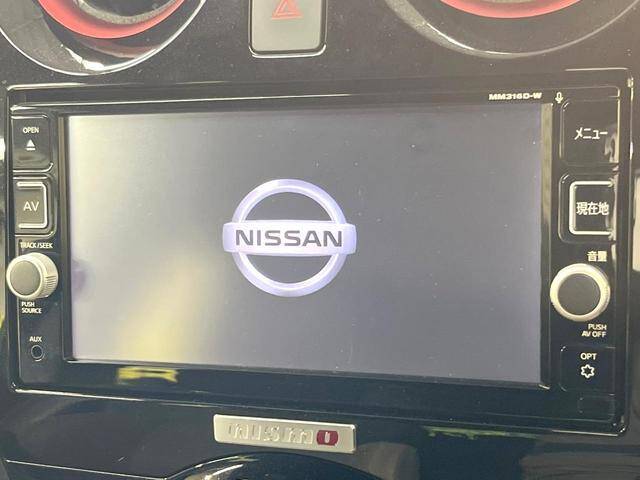 MM316D-W
OPEN
メニュー
AV
現在地
TRACK/SEEK
音量
NISSAN
PUSH
SOURCE
PUSH
AV OFF
AUX
OPT
nismo